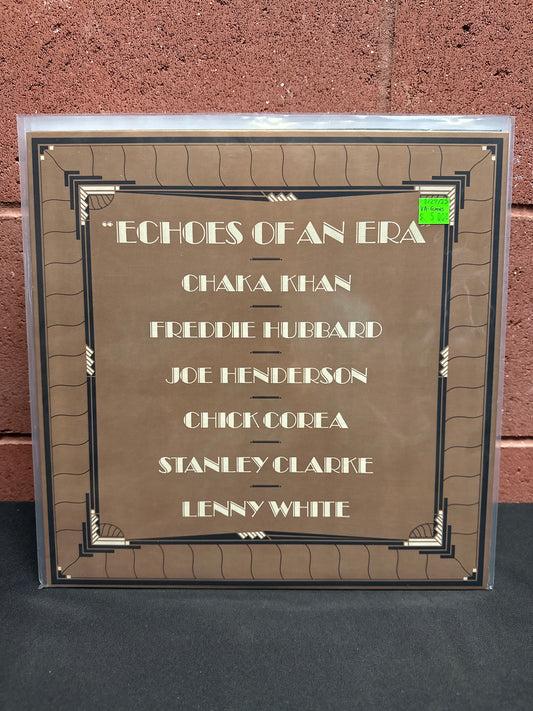 "ECHOES OF AN ERA"
CHAKA KHAN
FREDDIE HUBBARD
JOE HENDERSON
CHICK COREA
STANLEY CLARKE
LENNY WHITE